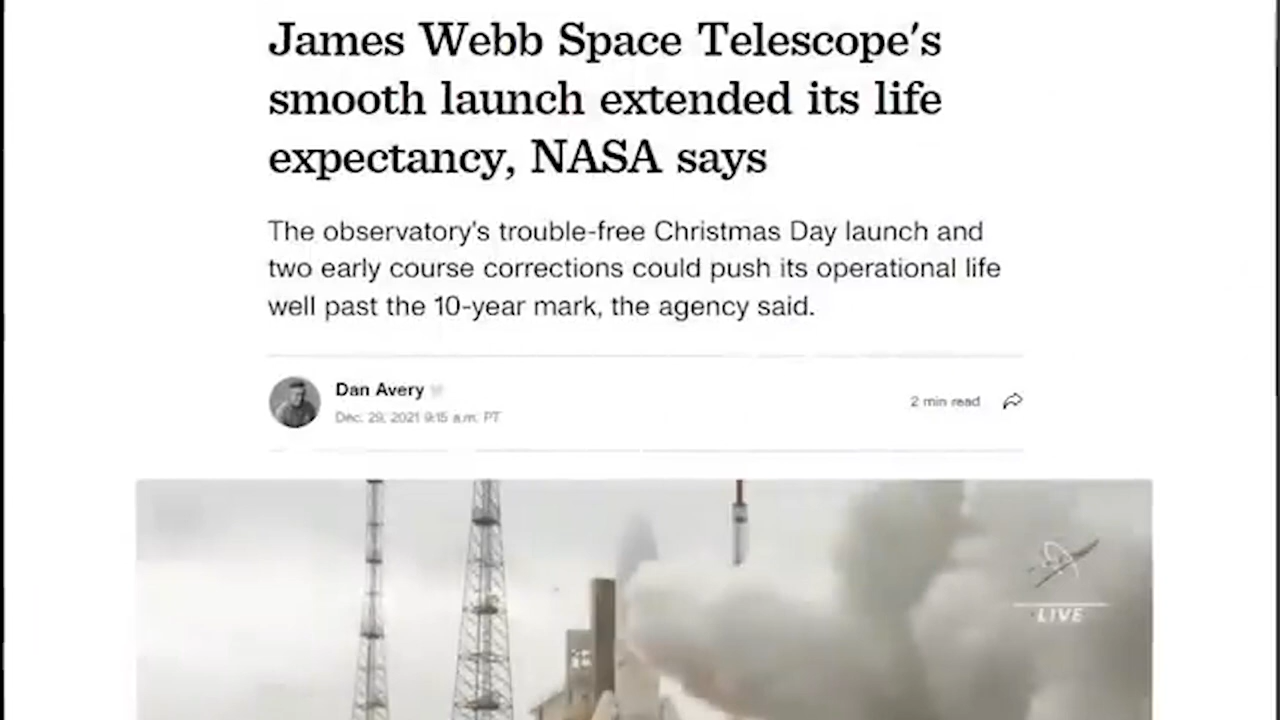 James Webb Space Telescope's
smooth launch extended its life
expectancy, NASA says
The observatory's trouble-free Christmas Day launch and
two early course corrections could push its operational life
well past the 10-year mark, the agency said.
Dan Avery
Dec. 29, 2021 9:15 a.m. PT
2 min read
LIVE